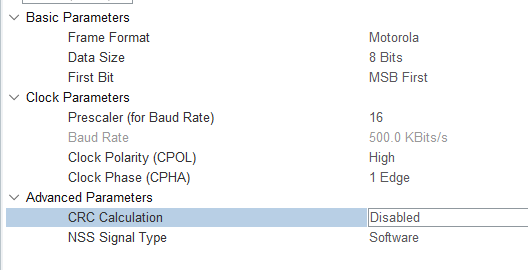 Basic Parameters
Frame Format Motorola
Data Size 8 Bits
First Bit MSB First
Clock Parameters
Prescaler (for Baud Rate) 16
Baud Rate 500.0 KBits/s
Clock Polarity (CPOL) High
Clock Phase (CPHA) 1 Edge
Advanced Parameters
CRC Calculation Disabled
NSS Signal Type Software